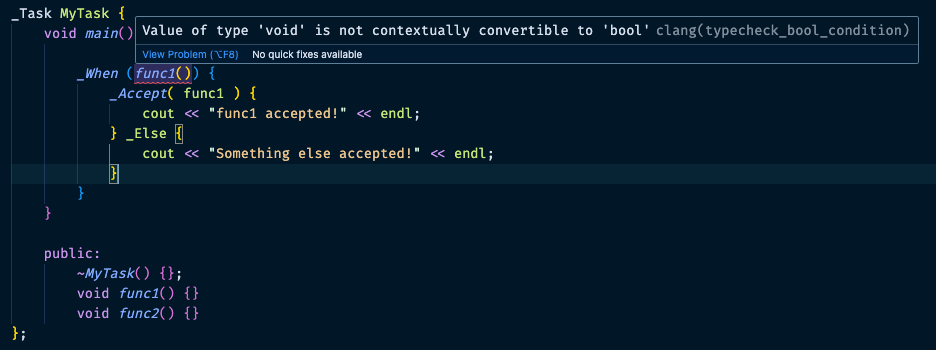 _Task MyTask {
void main()
Value of type 'void' is not contextually convertible to 'bool' clang(typecheck_bool_condition)
View Problem (⌥F8) No quick fixes available
_When (func1()) {
_Accept( func1 ) {
cout << "func1 accepted!" << endl;
} _Else {
cout << "Something else accepted!" << endl;
}
}
}
public:
~MyTask() {};
void func1() {}
void func2() {}
};